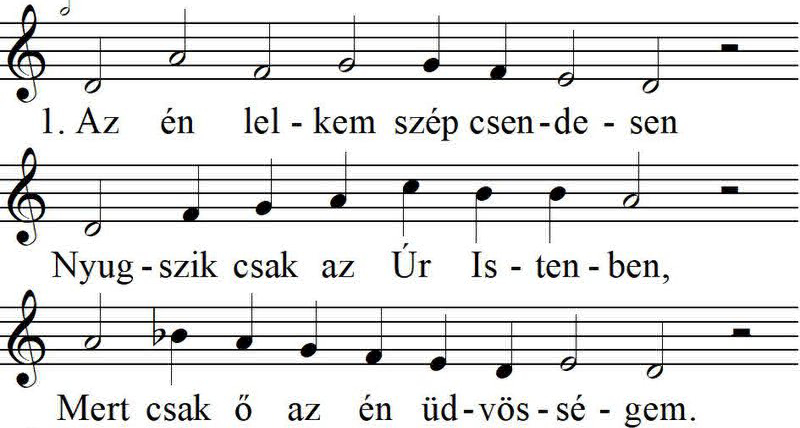 1. Az én lel - kem szép csen - de - sen
Nyug - szik csak az Úr Is - ten - ben,
Mert csak ő az én üd - vös - sé - gem.